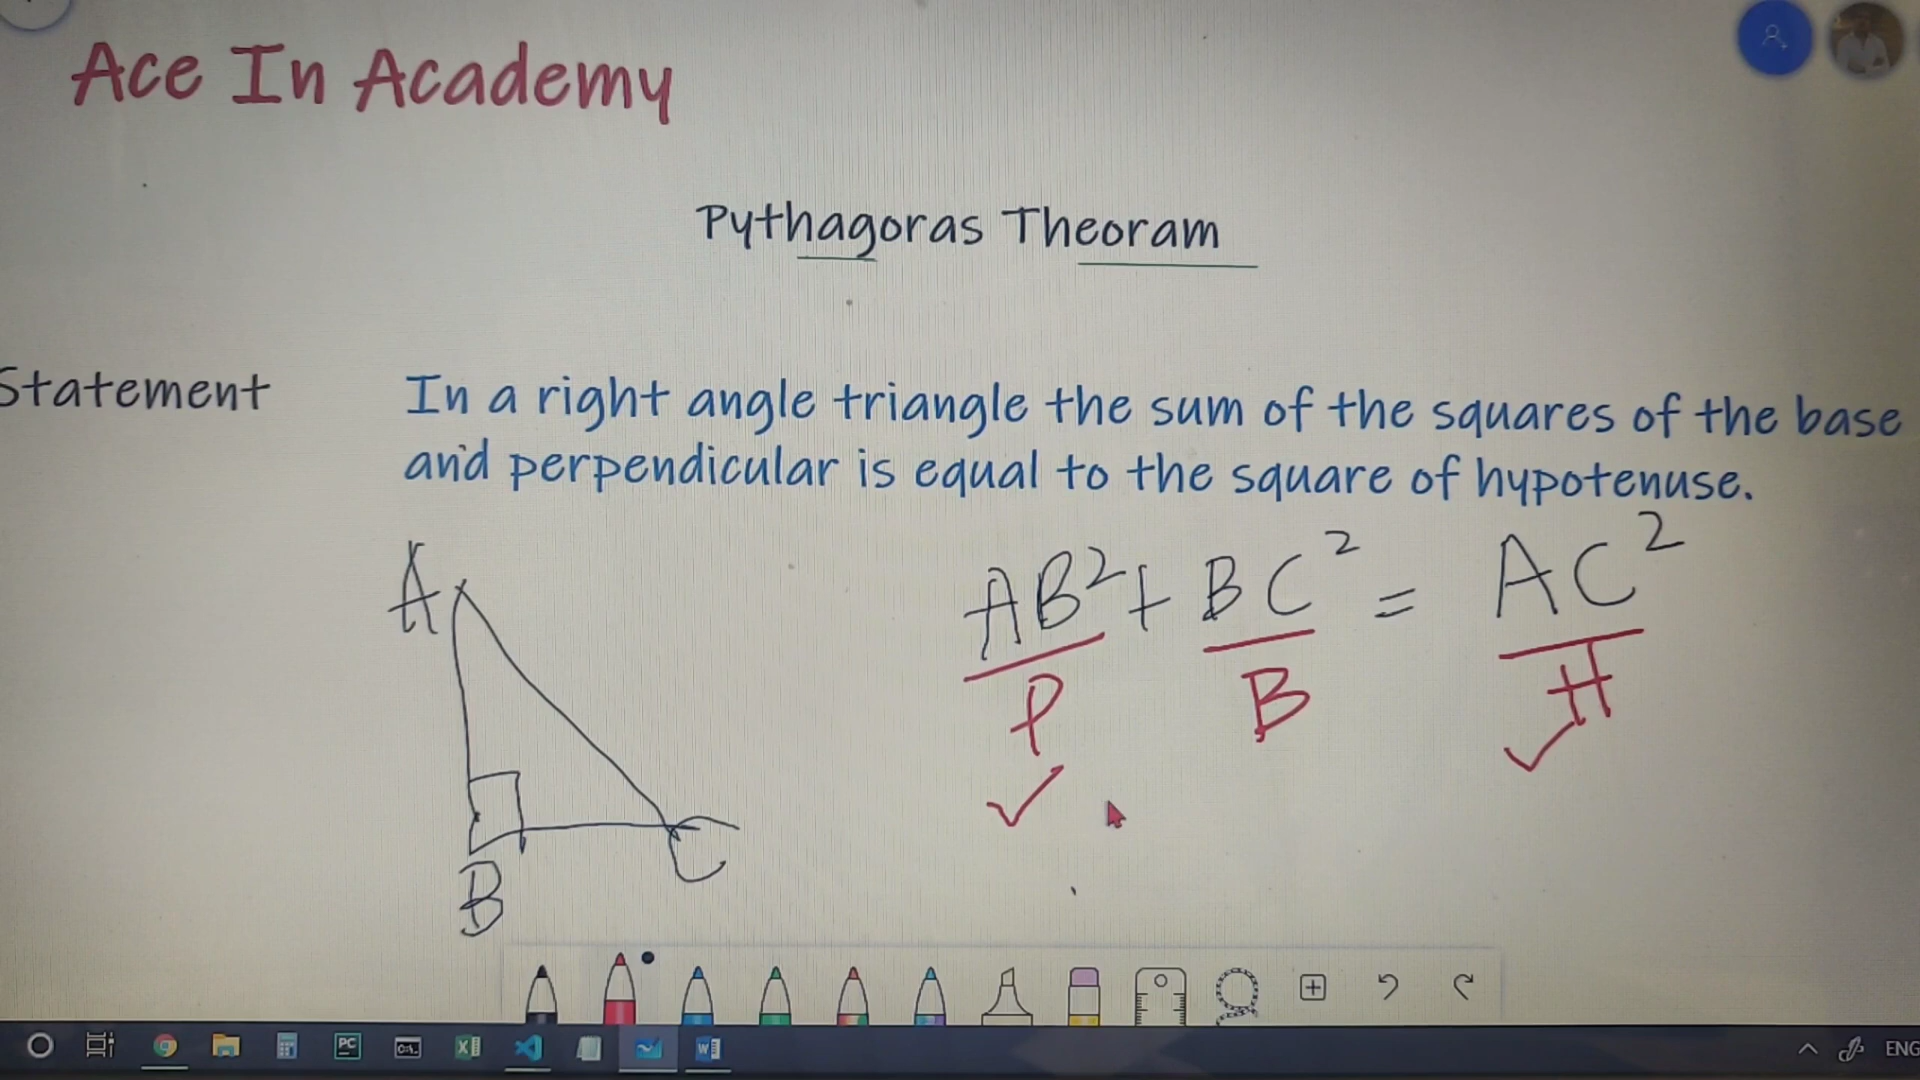 Ace In Academy
Pythagoras Theoram
Statement
In a right angle triangle the sum of the squares of the base
and perpendicular is equal to the square of hypotenuse.
A
AB² + BC² = AC²
P B H
B
C
PC
C:\.
ENG